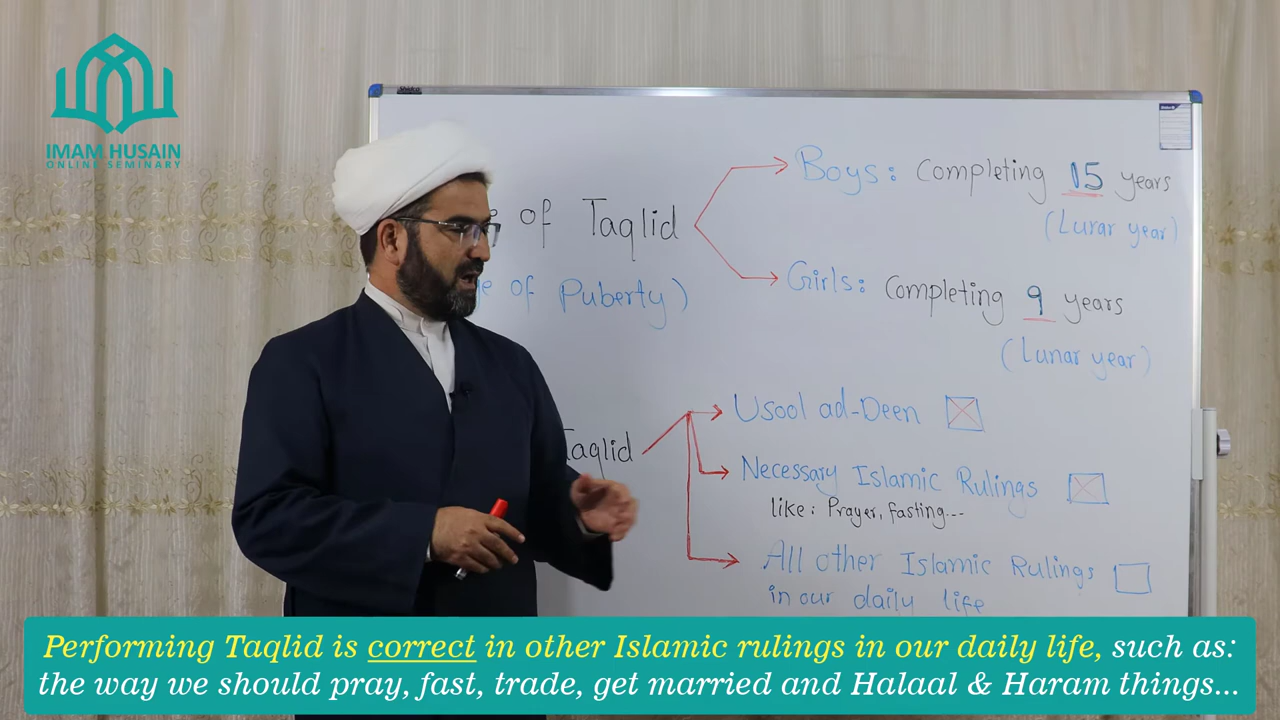 IMAM HUSAIN
ONLINE SEMINARY
of Taqlid
Boys: Completing 15 years
(Lunar year)
of Puberty)
Girls: Completing 9 years
(Lunar year)
Taqlid
Usool ad-Deen
Necessary Islamic Rulings
like: Prayer, fasting...
All other Islamic Rulings
in our daily life
Performing Taqlid is correct in other Islamic rulings in our daily life, such as:
the way we should pray, fast, trade, get married and Halaal & Haram things...